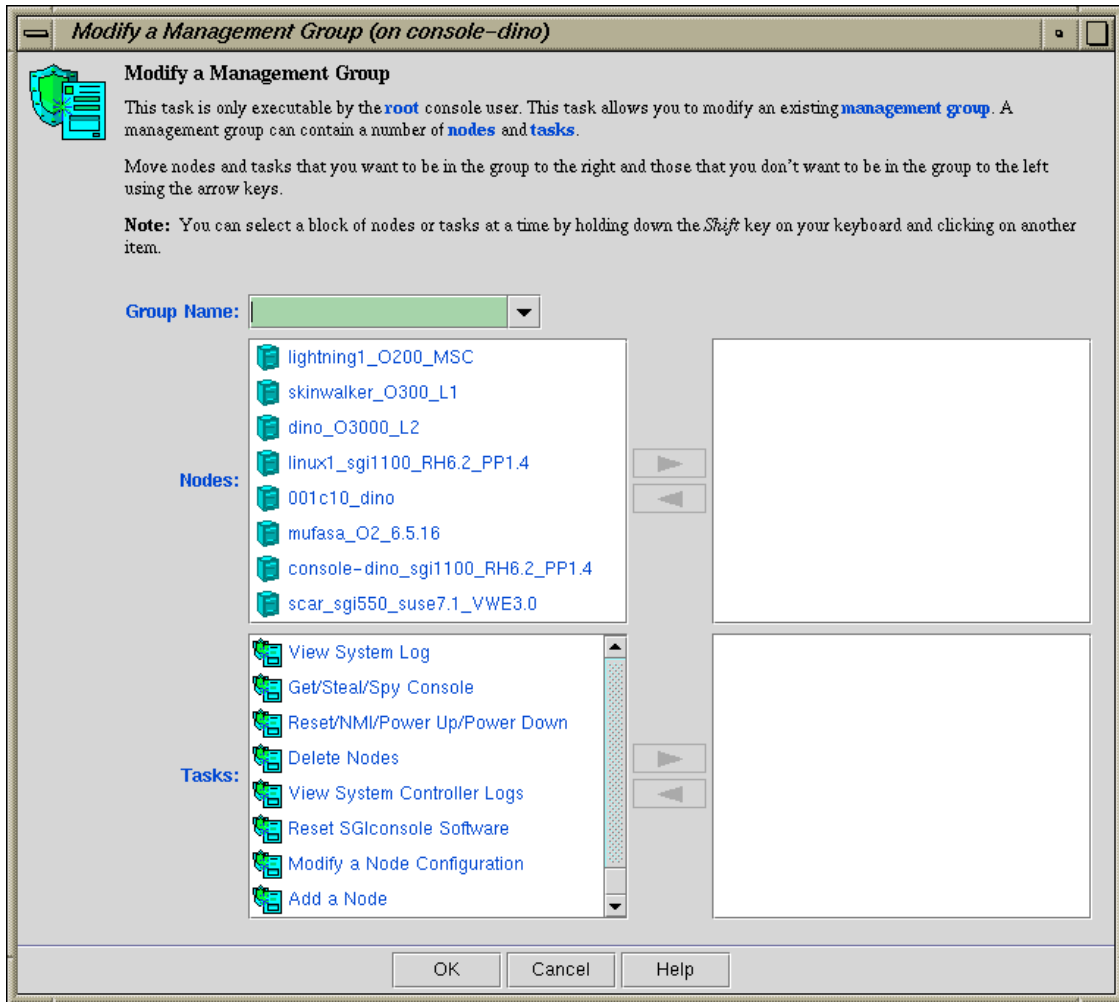 Modify a Management Group (on console-dino)
Modify a Management Group
This task is only executable by the root console user. This task allows you to modify an existing management group. A
management group can contain a number of nodes and tasks.
Move nodes and tasks that you want to be in the group to the right and those that you don't want to be in the group to the left
using the arrow keys.
Note: You can select a block of nodes or tasks at a time by holding down the Shift key on your keyboard and clicking on another
item.
Group Name:
Nodes:
lightning1_O200_MSC
skinwalker_O300_L1
dino_O3000_L2
linux1_sgi1100_RH6.2_PP1.4
001c10_dino
mufasa_O2_6.5.16
console-dino_sgi1100_RH6.2_PP1.4
scar_sgi550_suse7.1_VWE3.0
Tasks:
View System Log
Get/Steal/Spy Console
Reset/NMI/Power Up/Power Down
Delete Nodes
View System Controller Logs
Reset SGIconsole Software
Modify a Node Configuration
Add a Node
OK
Cancel
Help